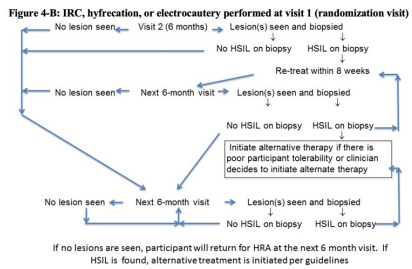 Figure 4-B: IRC, hyfrecation, or electrocautery performed at visit 1 (randomization visit)
No lesion seen Visit 2 (6 months) Lesion(s) seen and biopsied
No HSIL on biopsy HSIL on biopsy
Re-treat within 8 weeks
No lesion seen Next 6-month visit Lesion(s) seen and biopsied
No HSIL on biopsy HSIL on biopsy
Initiate alternative therapy if there is
poor participant tolerability or clinician
decides to initiate alternate therapy
No lesion seen Next 6-month visit Lesion(s) seen and biopsied
No HSIL on biopsy HSIL on biopsy
If no lesions are seen, participant will return for HRA at the next 6 month visit. If
HSIL is found, alternative treatment is initiated per guidelines